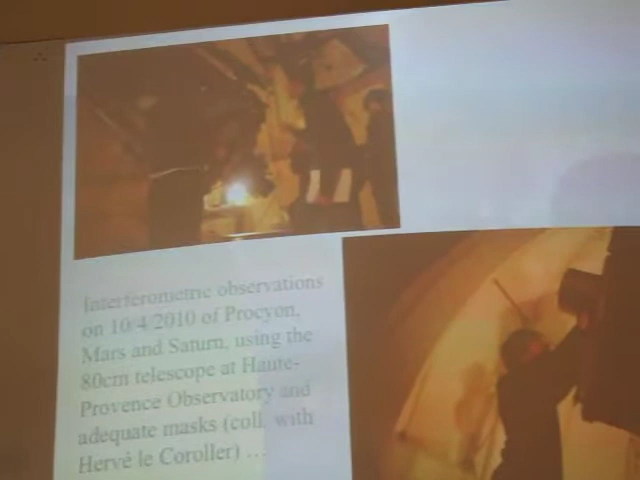 Interferometric observations
on 10/4/2010 of Procyon,
Mars and Saturn, using the
80cm telescope at Haute-
Provence Observatory and
adequate masks (coll. with
Hervé le Coroller) …